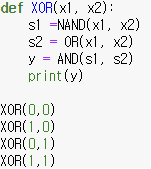 def XOR(x1, x2):
    s1 =NAND(x1, x2)
    s2 = OR(x1, x2)
    y = AND(s1, s2)
    print(y)
XOR(0,0)
XOR(1,0)
XOR(0,1)
XOR(1,1)